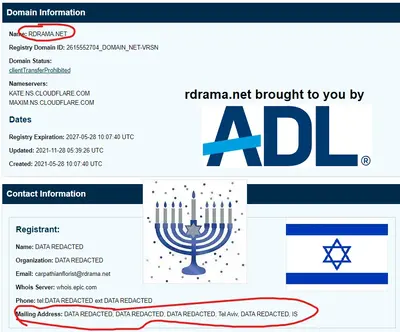 Domain Information
Name: RDRAMA.NET
Registry Domain ID: 2615552704_DOMAIN_NET-VRSN
Domain Status:
clientTransferProhibited
Nameservers:
KATE.NS.CLOUDFLARE.COM
MAXIM.NS.CLOUDFLARE.COM
Dates
Registry Expiration: 2027-05-28 10:07:40 UTC
Updated: 2021-11-28 05:39:26 UTC
Created: 2021-05-28 10:07:40 UTC
rdrama.net brought to you by
ADL®
Contact Information
Registrant:
Name: DATA REDACTED
Organization: DATA REDACTED
Email: carpathianflorist@rdrama.net
Whois Server: whois.epic.com
Phone: tel:DATA REDACTED ext DATA REDACTED
Mailing Address: DATA REDACTED, DATA REDACTED, DATA REDACTED, Tel Aviv, DATA REDACTED, IS